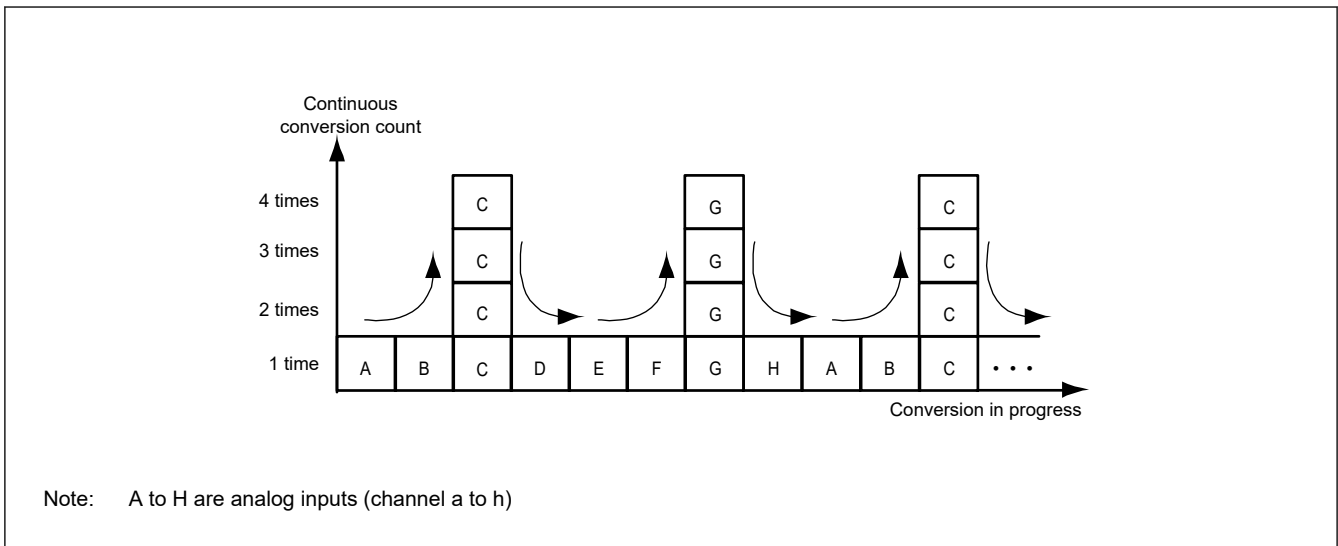 Continuous
conversion count
4 times
C
G
C
3 times
C
G
C
2 times
C
G
C
1 time
A B C D E F G H A B C • • •
Conversion in progress
Note: A to H are analog inputs (channel a to h)